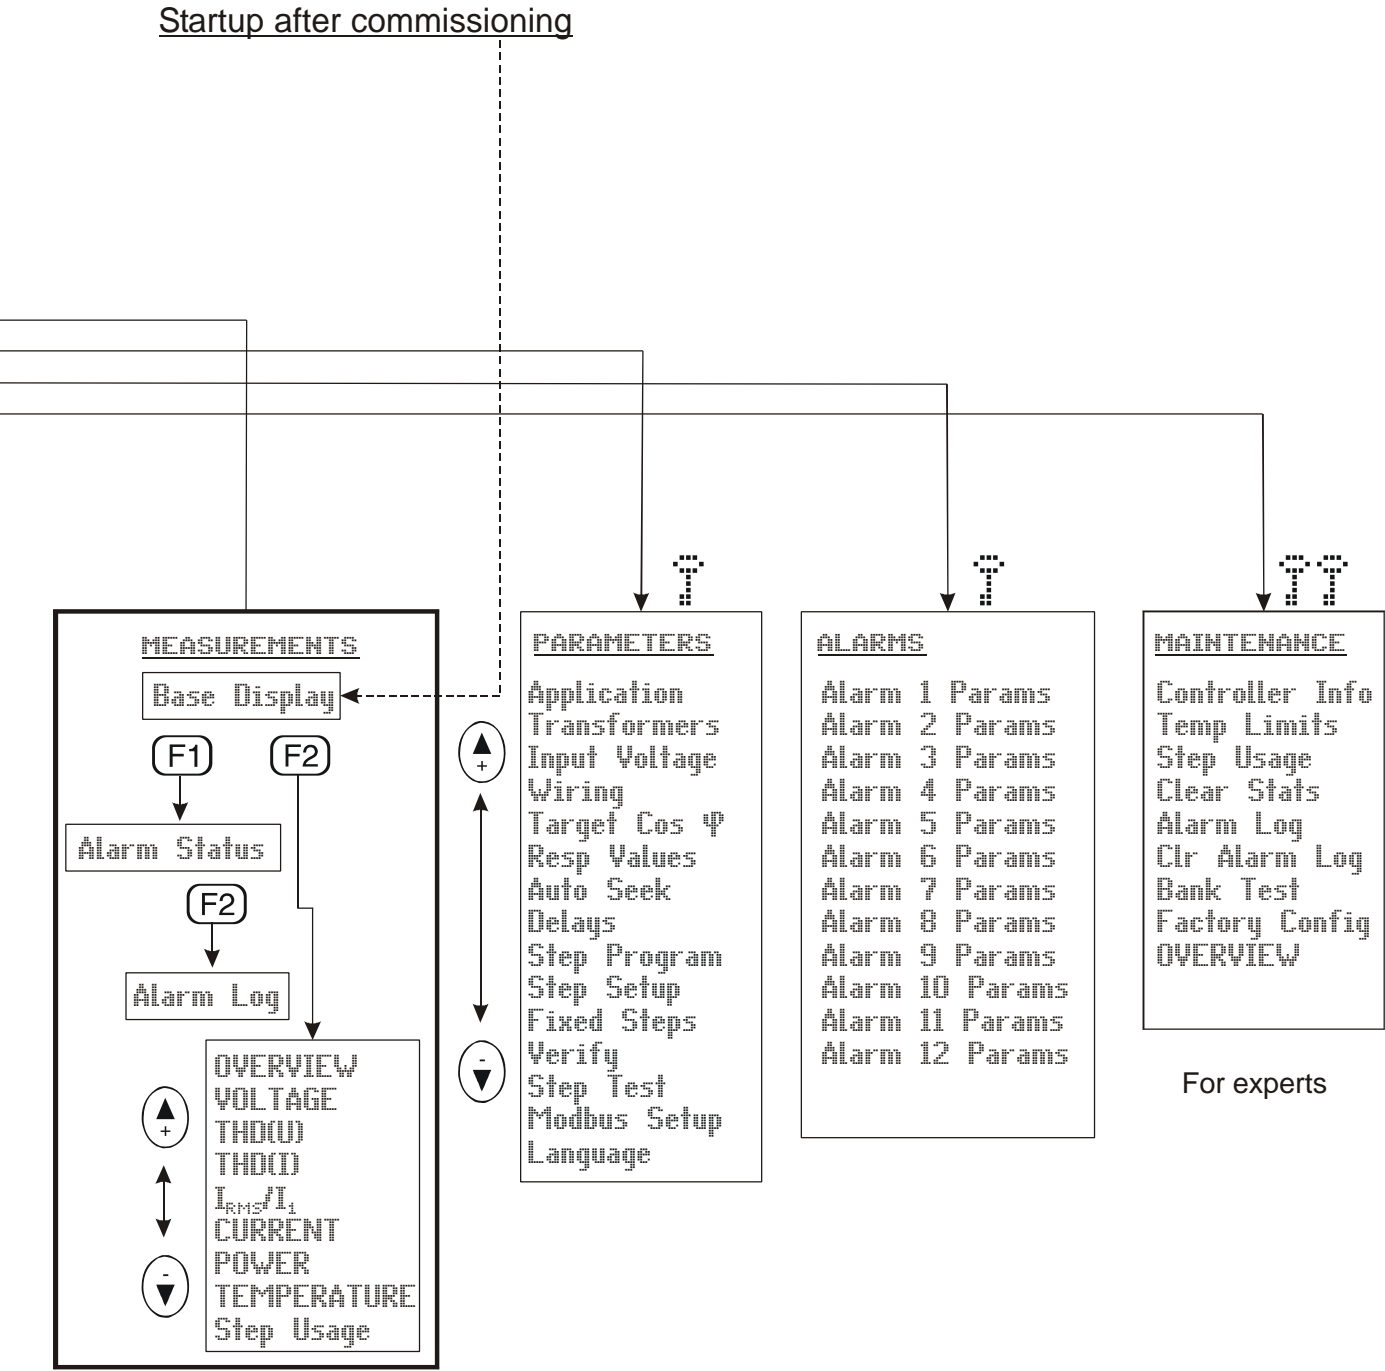 Startup after commissioning
MEASUREMENTS
Base Display
F1
F2
Alarm Status
F2
Alarm Log
OVERVIEW
VOLTAGE
THD(U)
THD(I)
IRMS/I1
CURRENT
POWER
TEMPERATURE
Step Usage
+
-
+
-
PARAMETERS
Application
Transformers
Input Voltage
Wiring
Target Cos φ
Resp Values
Auto Seek
Delays
Step Program
Step Setup
Fixed Steps
Verify
Step Test
Modbus Setup
Language
ALARMS
Alarm 1 Params
Alarm 2 Params
Alarm 3 Params
Alarm 4 Params
Alarm 5 Params
Alarm 6 Params
Alarm 7 Params
Alarm 8 Params
Alarm 9 Params
Alarm 10 Params
Alarm 11 Params
Alarm 12 Params
MAINTENANCE
Controller Info
Temp Limits
Step Usage
Clear Stats
Alarm Log
Clr Alarm Log
Bank Test
Factory Config
OVERVIEW
For experts